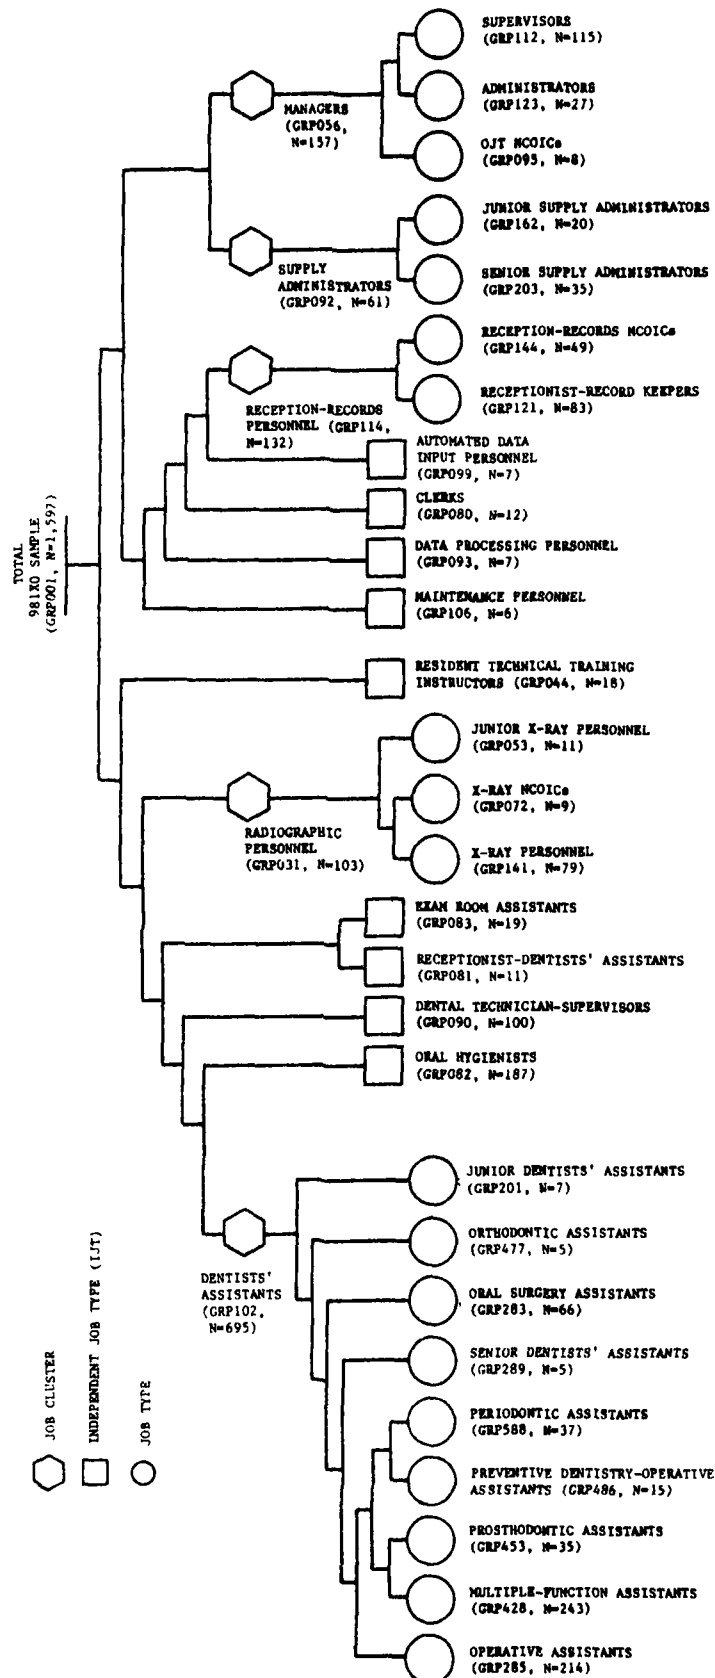 SUPERVISORS
(GRP112, N=115)
ADMINISTRATORS
(GRP123, N=27)
MANAGERS
(GRP056,
N=157)
OJT NCOICs
(GRP095, N=8)
JUNIOR SUPPLY ADMINISTRATORS
(GRP162, N=20)
SUPPLY
ADMINISTRATORS
(GRP092, N=61)
SENIOR SUPPLY ADMINISTRATORS
(GRP203, N=35)
RECEPTION-RECORDS NCOICs
(GRP144, N=49)
RECEPTIONIST-RECORD KEEPERS
(GRP121, N=83)
RECEPTION-RECORDS
PERSONNEL (GRP114,
N=132)
AUTOMATED DATA
INPUT PERSONNEL
(GRP099, N=7)
CLERKS
(GRP080, N=12)
TOTAL
981X0 SAMPLE
(GRP001, N=1,597)
DATA PROCESSING PERSONNEL
(GRP093, N=7)
MAINTENANCE PERSONNEL
(GRP106, N=6)
RESIDENT TECHNICAL TRAINING
INSTRUCTORS (GRP044, N=18)
JUNIOR X-RAY PERSONNEL
(GRP053, N=11)
X-RAY NCOICs
(GRP072, N=9)
RADIOGRAPHIC
PERSONNEL
(GRP031, N=103)
X-RAY PERSONNEL
(GRP141, N=79)
EXAM ROOM ASSISTANTS
(GRP083, N=19)
RECEPTIONIST-DENTISTS' ASSISTANTS
(GRP081, N=11)
DENTAL TECHNICIAN-SUPERVISORS
(GRP090, N=100)
ORAL HYGIENISTS
(GRP082, N=187)
JUNIOR DENTISTS' ASSISTANTS
(GRP201, N=7)
ORTHODONTIC ASSISTANTS
(GRP477, N=5)
DENTISTS'
ASSISTANTS
(GRP102,
N=695)
ORAL SURGERY ASSISTANTS
(GRP283, N=66)
SENIOR DENTISTS' ASSISTANTS
(GRP289, N=5)
PERIODONTIC ASSISTANTS
(GRP588, N=37)
PREVENTIVE DENTISTRY-OPERATIVE
ASSISTANTS (GRP486, N=15)
PROSTHODONTIC ASSISTANTS
(GRP453, N=35)
MULTIPLE-FUNCTION ASSISTANTS
(GRP428, N=243)
OPERATIVE ASSISTANTS
(GRP285, N=214)
JOB CLUSTER
INDEPENDENT JOB TYPE (IJT)
JOB TYPE